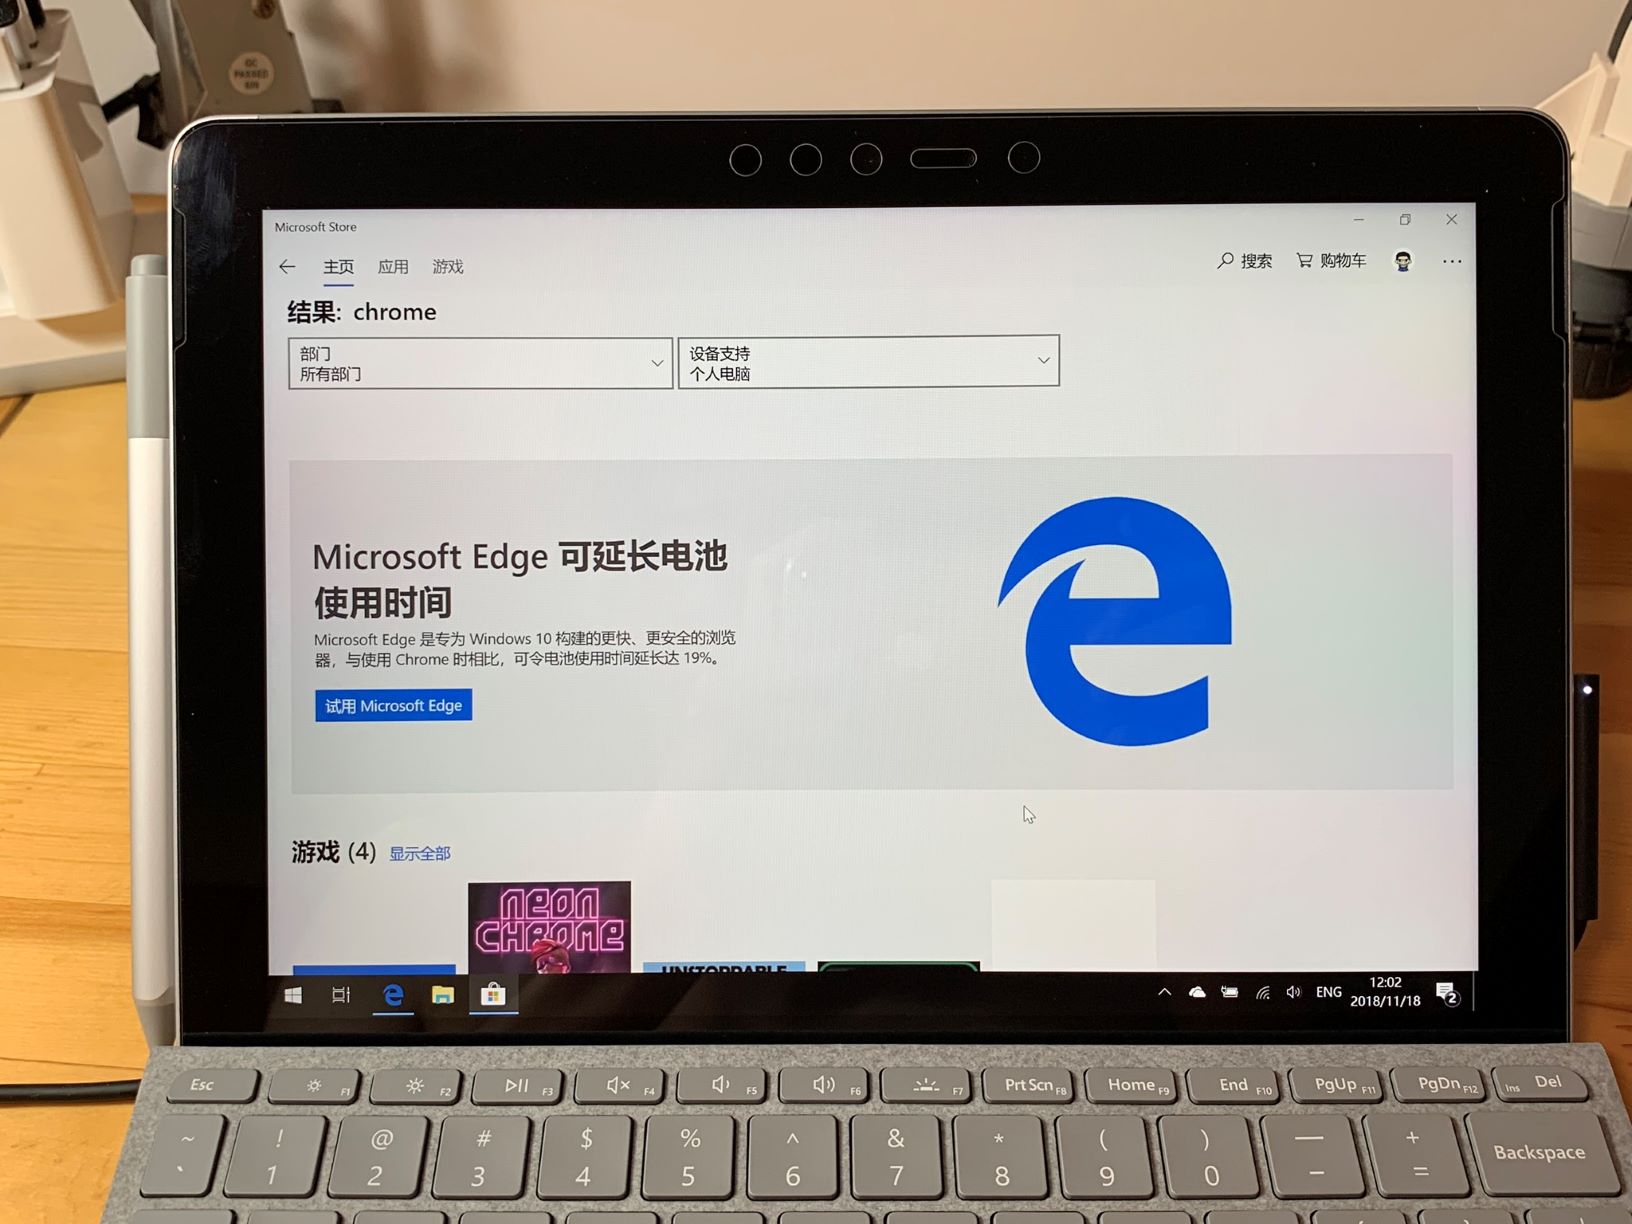 QC
PASSED
Microsoft Store
主页 应用 游戏
搜索 购物车
结果: chrome
部门
所有部门
设备支持
个人电脑
Microsoft Edge 可延长电池
使用时间
Microsoft Edge 是专为 Windows 10 构建的更快、更安全的浏览
器，与使用 Chrome 时相比，可令电池使用时间延长达 19%。
试用 Microsoft Edge
游戏 (4) 显示全部
NEON
CHROME
UNSTOPPABLE
ENG
12:02
2018/11/18
2
Esc F1 F2 F3 F4 F5 F6 F7 PrtScn F8 Home F9 End F10 PgUp F11 PgDn F12 Ins Del
~ ! @ # $ % ^ & * ( ) — +
` 1 2 3 4 5 6 7 8 9 0 - = Backspace